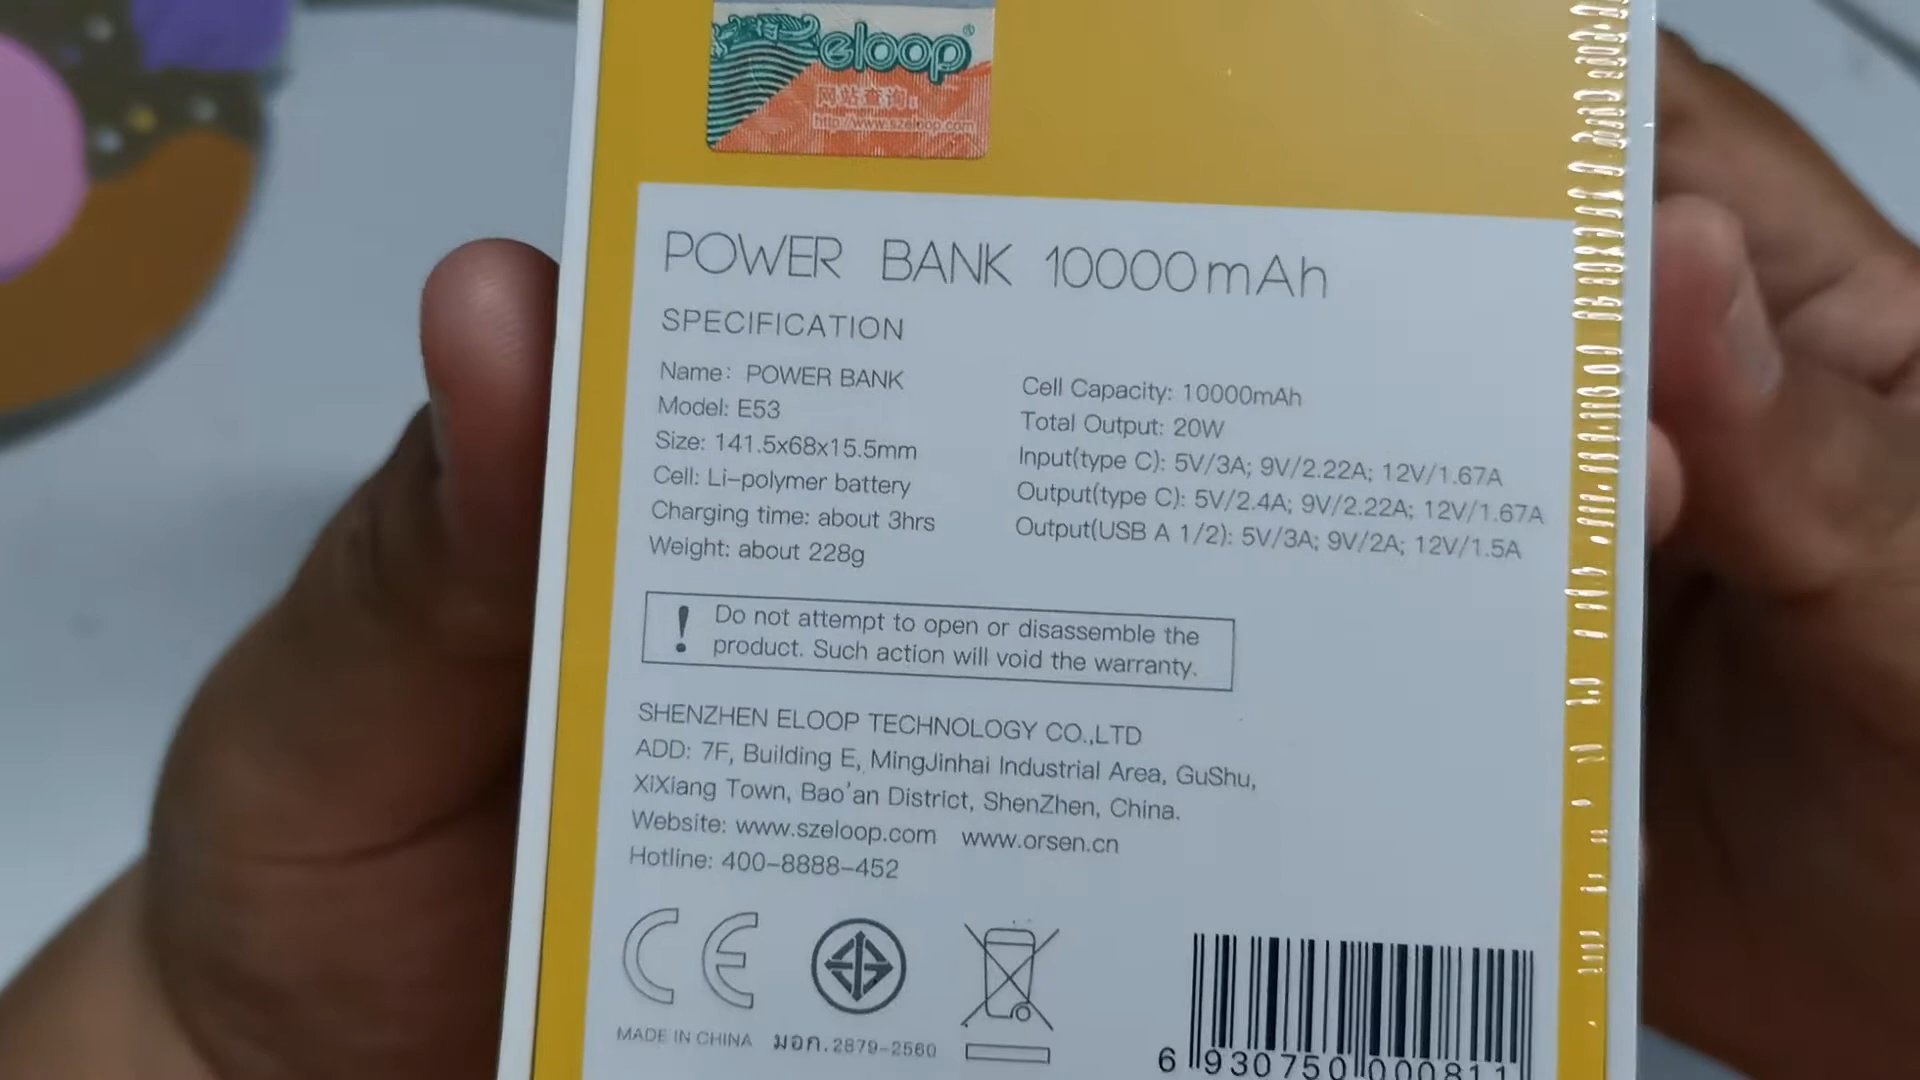 eloop®
网站查询:
http://www.szeloop.com
POWER BANK 10000mAh
SPECIFICATION
Name: POWER BANK
Model: E53
Size: 141.5x68x15.5mm
Cell: Li-polymer battery
Charging time: about 3hrs
Weight: about 228g
Cell Capacity: 10000mAh
Total Output: 20W
Input(type C): 5V/3A; 9V/2.22A; 12V/1.67A
Output(type C): 5V/2.4A; 9V/2.22A; 12V/1.67A
Output(USB A 1/2): 5V/3A; 9V/2A; 12V/1.5A
! Do not attempt to open or disassemble the
product. Such action will void the warranty.
SHENZHEN ELOOP TECHNOLOGY CO.,LTD
ADD: 7F, Building E, MingJinhai Industrial Area, GuShu,
XiXiang Town, Bao'an District, ShenZhen, China.
Website: www.szeloop.com www.orsen.cn
Hotline: 400-8888-452
CE
MADE IN CHINA มอก.2879-2560
6 930750 000811